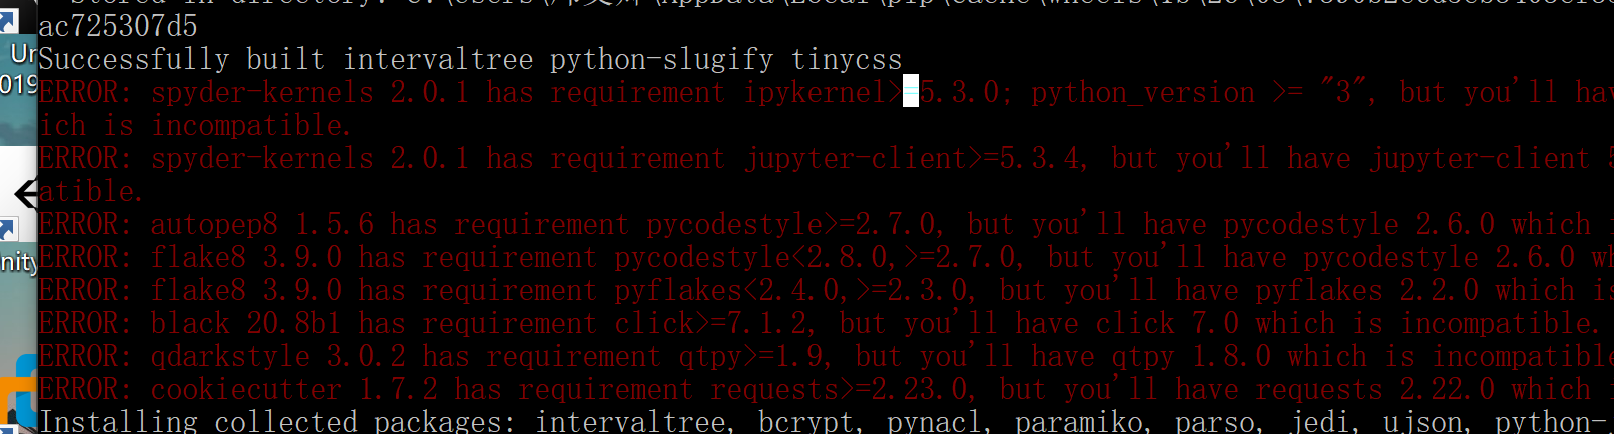 ac725307d5
Successfully built intervaltree python-slugify tinycss
ERROR: spyder-kernels 2.0.1 has requirement ipykernel>=5.3.0; python_version >= "3", but you'll hav
ich is incompatible.
ERROR: spyder-kernels 2.0.1 has requirement jupyter-client>=5.3.4, but you'll have jupyter-client 5
atible.
ERROR: autopep8 1.5.6 has requirement pycodestyle>=2.7.0, but you'll have pycodestyle 2.6.0 which i
ERROR: flake8 3.9.0 has requirement pycodestyle<2.8.0,>=2.7.0, but you'll have pycodestyle 2.6.0 wh
ERROR: flake8 3.9.0 has requirement pyflakes<2.4.0,>=2.3.0, but you'll have pyflakes 2.2.0 which is
ERROR: black 20.8b1 has requirement click>=7.1.2, but you'll have click 7.0 which is incompatible.
ERROR: qdarkstyle 3.0.2 has requirement qtpy>=1.9, but you'll have qtpy 1.8.0 which is incompatible
ERROR: cookiecutter 1.7.2 has requirement requests>=2.23.0, but you'll have requests 2.22.0 which i
Installing collected packages: intervaltree, bcrypt, pynacl, paramiko, parso, jedi, ujson, python-
Un
019
nity